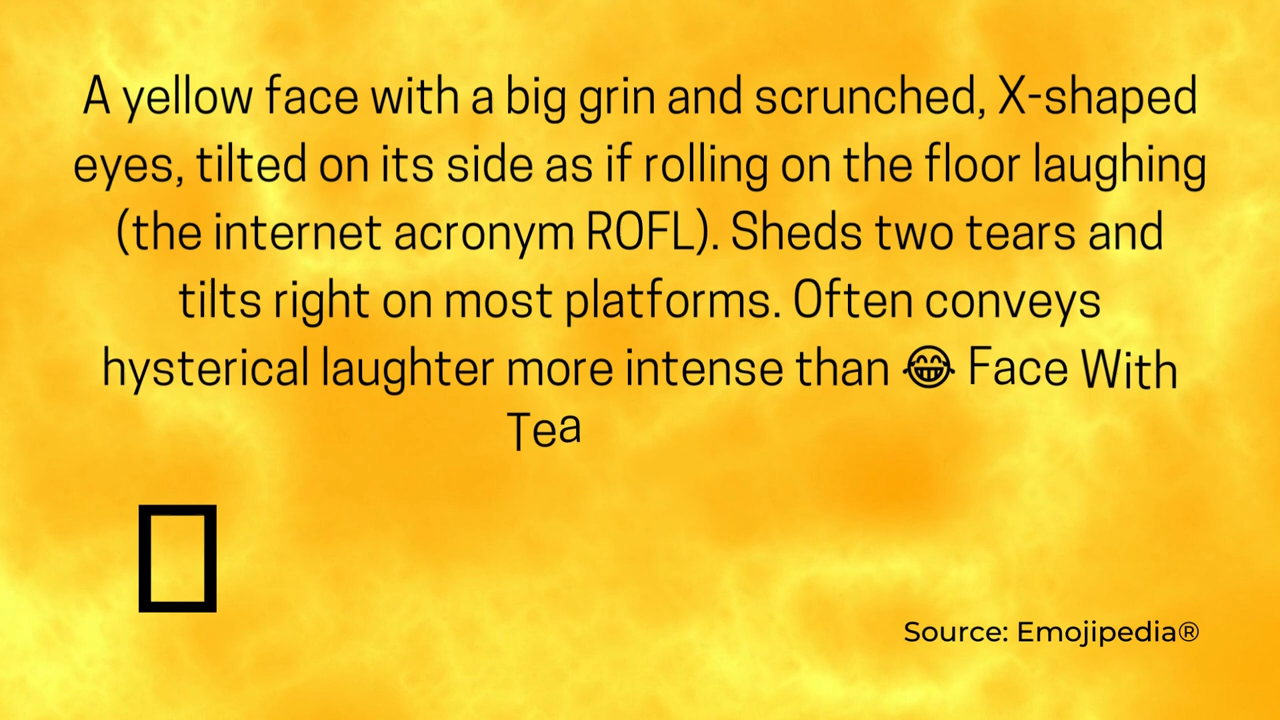 A yellow face with a big grin and scrunched, X-shaped
eyes, tilted on its side as if rolling on the floor laughing
(the internet acronym ROFL). Sheds two tears and
tilts right on most platforms. Often conveys
hysterical laughter more intense than 😂 Face With
Tea
Source: Emojipedia®